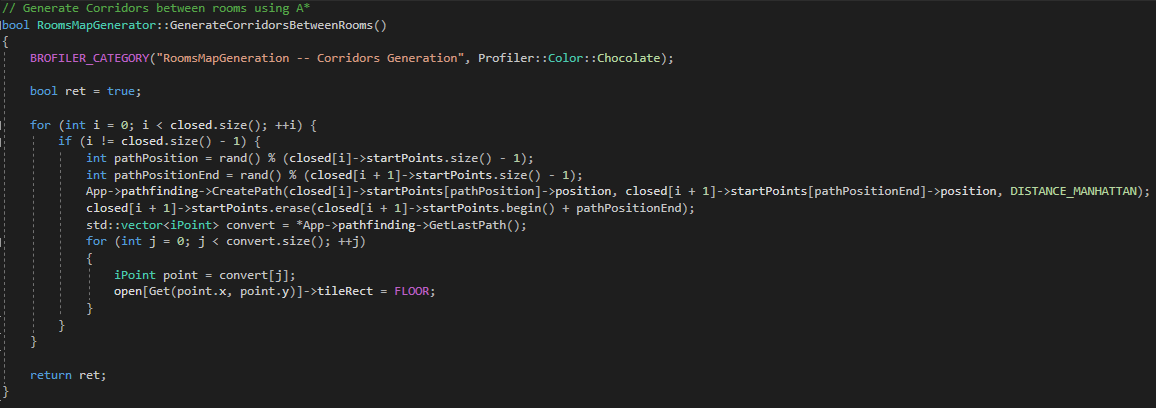 // Generate Corridors between rooms using A*
bool RoomsMapGenerator::GenerateCorridorsBetweenRooms()
{
BROFILER_CATEGORY("RoomsMapGeneration -- Corridors Generation", Profiler::Color::Chocolate);
bool ret = true;
for (int i = 0; i < closed.size(); ++i) {
if (i != closed.size() - 1) {
int pathPosition = rand() % (closed[i]->startPoints.size() - 1);
int pathPositionEnd = rand() % (closed[i + 1]->startPoints.size() - 1);
App->pathfinding->CreatePath(closed[i]->startPoints[pathPosition]->position, closed[i + 1]->startPoints[pathPositionEnd]->position, DISTANCE_MANHATTAN);
closed[i + 1]->startPoints.erase(closed[i + 1]->startPoints.begin() + pathPositionEnd);
std::vector<iPoint> convert = *App->pathfinding->GetLastPath();
for (int j = 0; j < convert.size(); ++j)
{
iPoint point = convert[j];
open[Get(point.x, point.y)]->tileRect = FLOOR;
}
}
}
return ret;
}